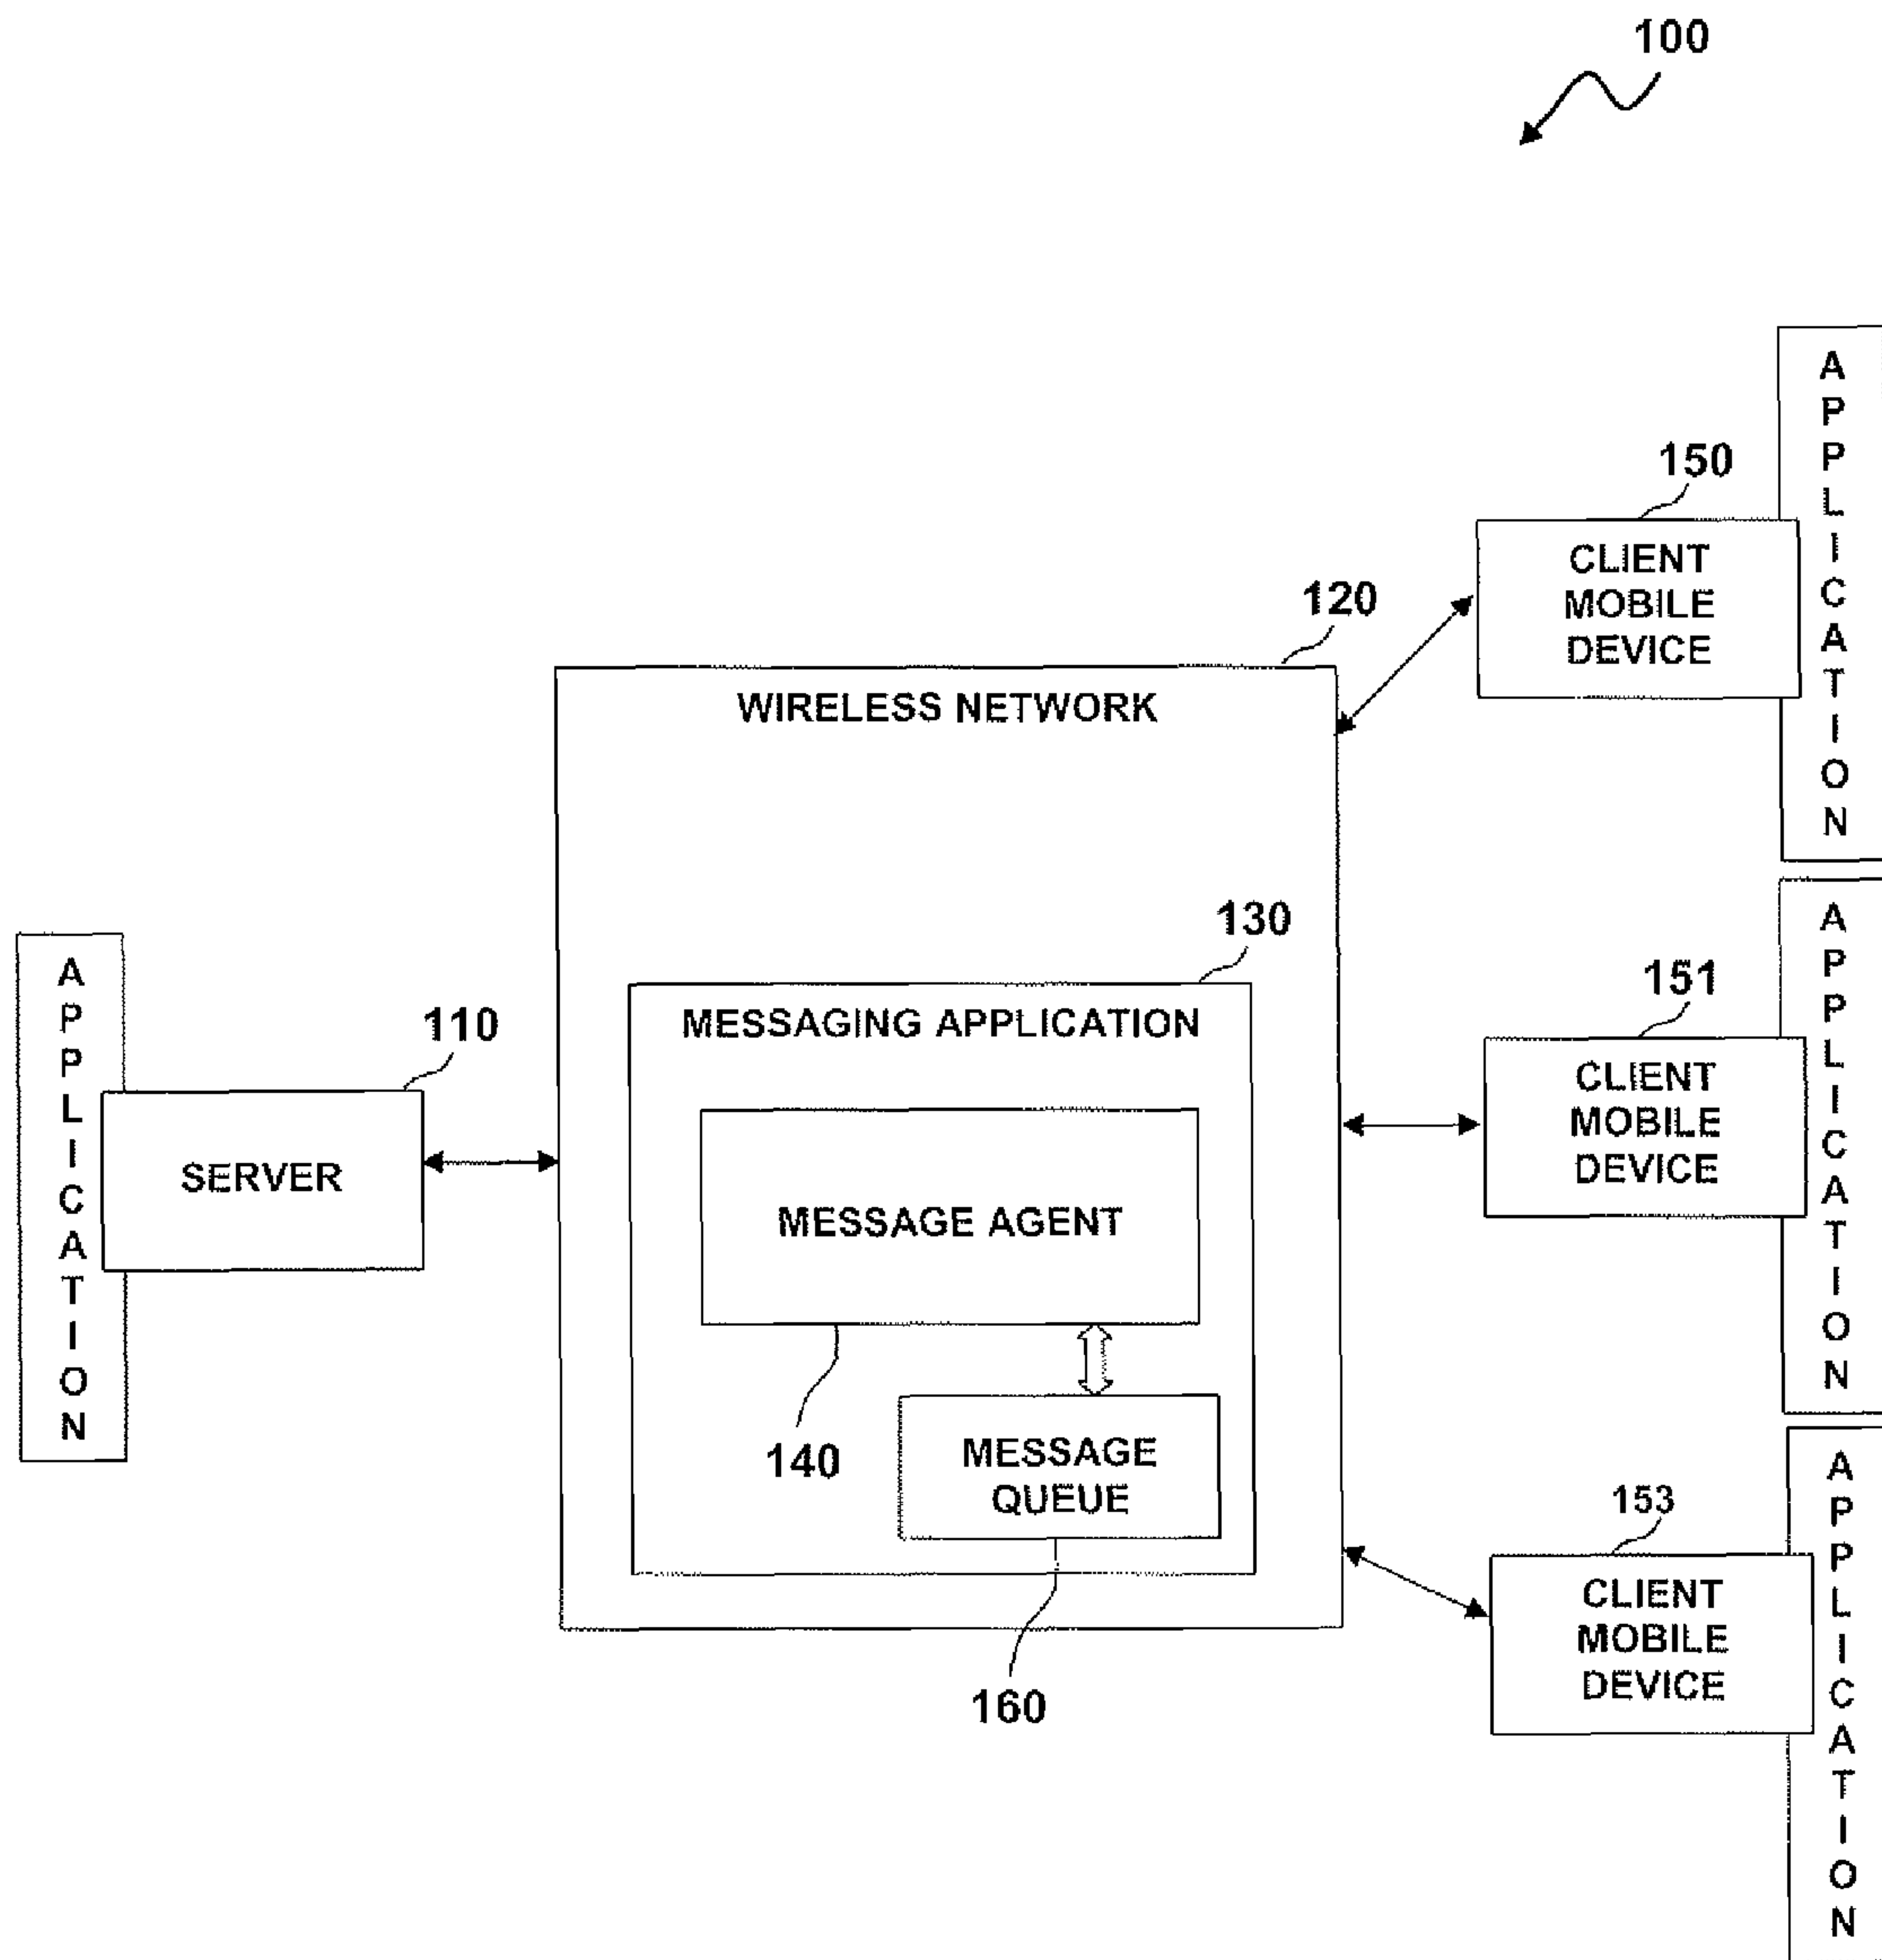 100
APPLICATION
150
CLIENT
MOBILE
DEVICE
120
WIRELESS NETWORK
130
MESSAGING APPLICATION
APPLICATION
110
SERVER
MESSAGE AGENT
140
MESSAGE
QUEUE
160
APPLICATION
151
CLIENT
MOBILE
DEVICE
APPLICATION
153
CLIENT
MOBILE
DEVICE